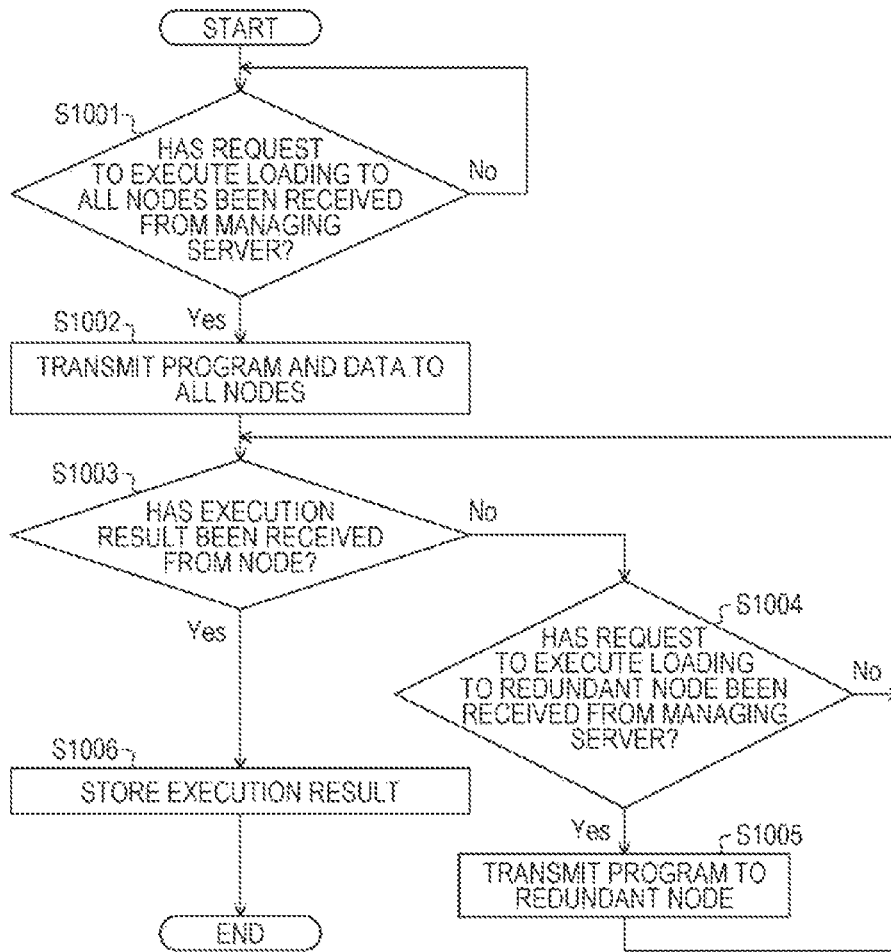 START
S1001
HAS REQUEST
TO EXECUTE LOADING TO
ALL NODES BEEN RECEIVED
FROM MANAGING
SERVER?
No
Yes
S1002
TRANSMIT PROGRAM AND DATA TO
ALL NODES
S1003
HAS EXECUTION
RESULT BEEN RECEIVED
FROM NODE?
No
Yes
S1004
HAS REQUEST
TO EXECUTE LOADING
TO REDUNDANT NODE BEEN
RECEIVED FROM MANAGING
SERVER?
No
Yes
S1005
TRANSMIT PROGRAM TO
REDUNDANT NODE
S1006
STORE EXECUTION RESULT
END